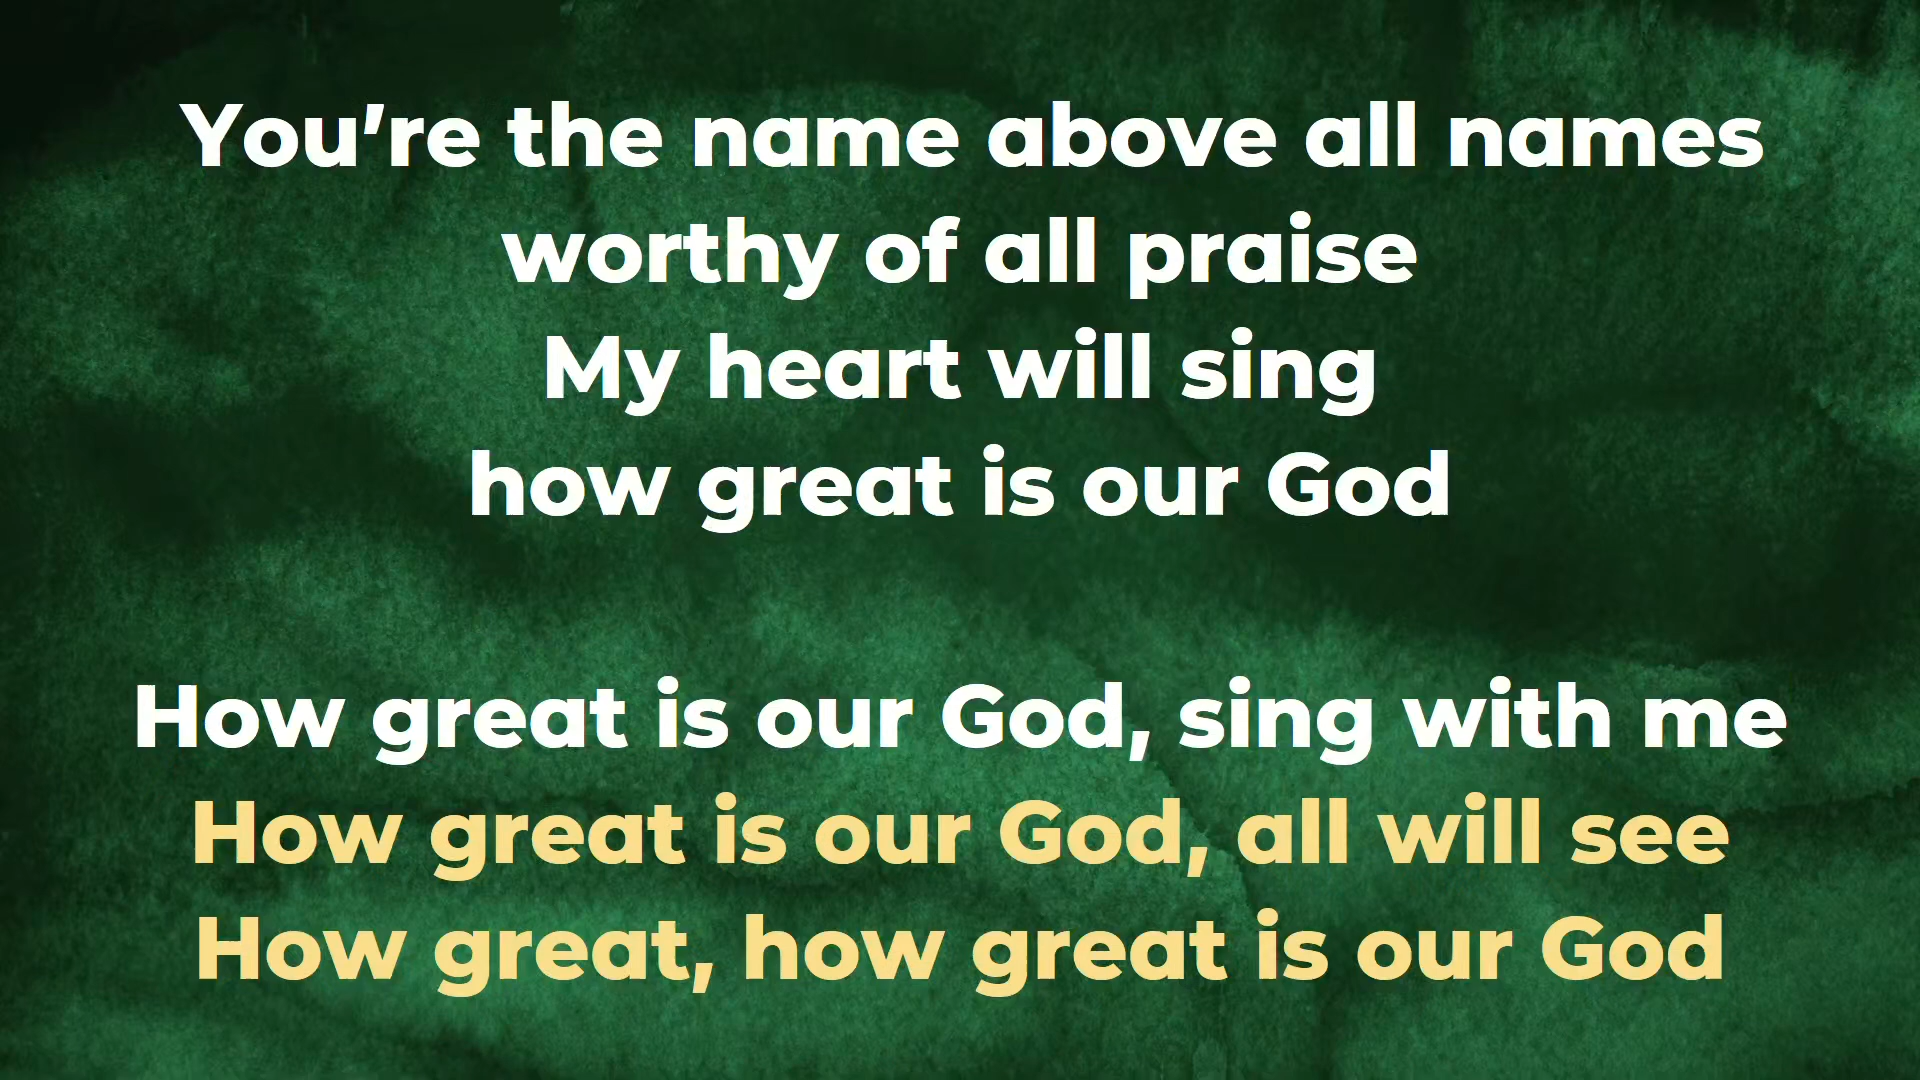 You're the name above all names
worthy of all praise
My heart will sing
how great is our God
How great is our God, sing with me
How great is our God, all will see
How great, how great is our God